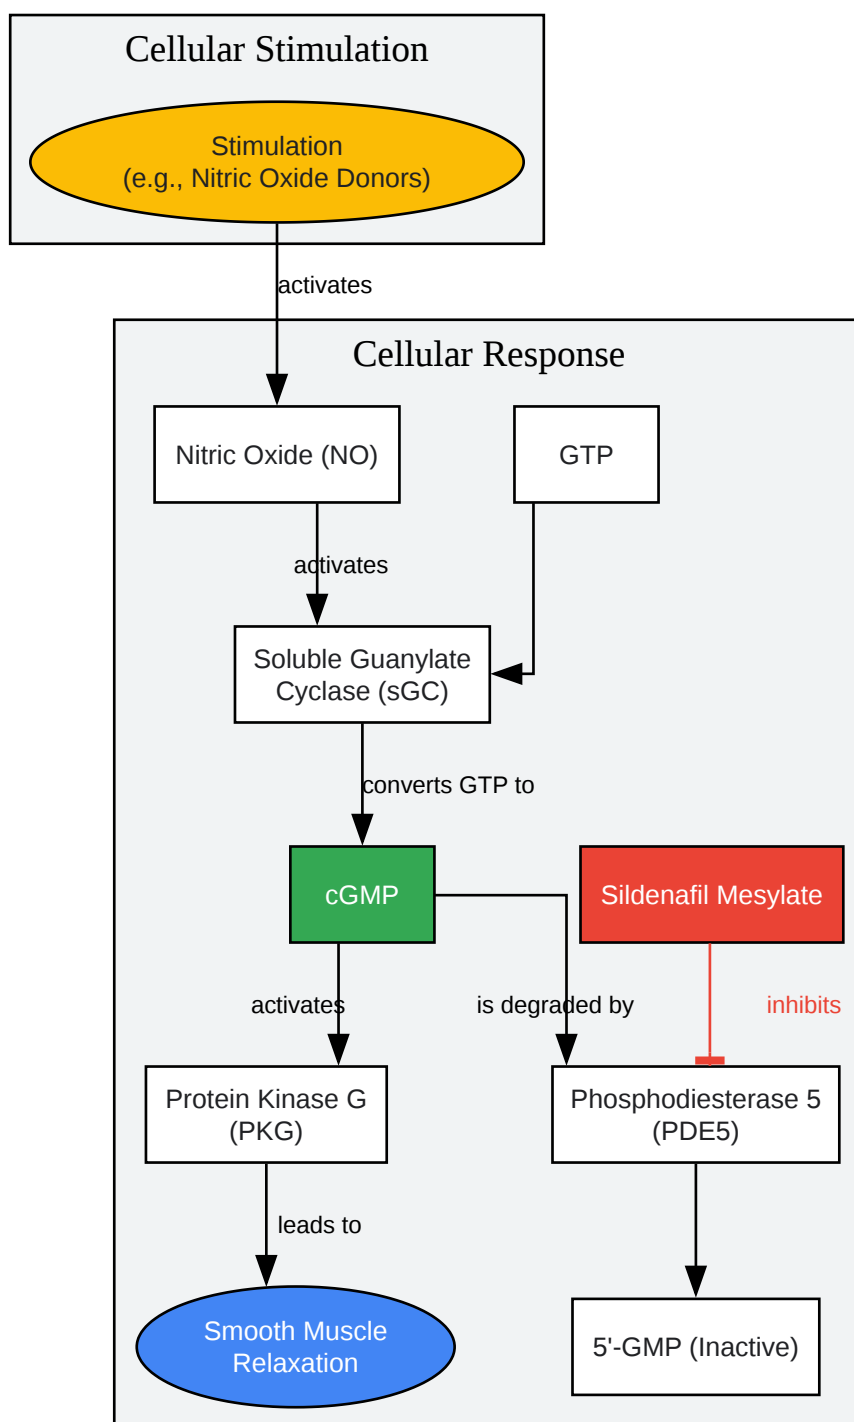 Cellular Stimulation
Stimulation
(e.g., Nitric Oxide Donors)
activates
Cellular Response
Nitric Oxide (NO)
GTP
activates
Soluble Guanylate
Cyclase (sGC)
converts GTP to
cGMP
Sildenafil Mesylate
activates
is degraded by
inhibits
Protein Kinase G
(PKG)
Phosphodiesterase 5
(PDE5)
leads to
Smooth Muscle
Relaxation
5'-GMP (Inactive)